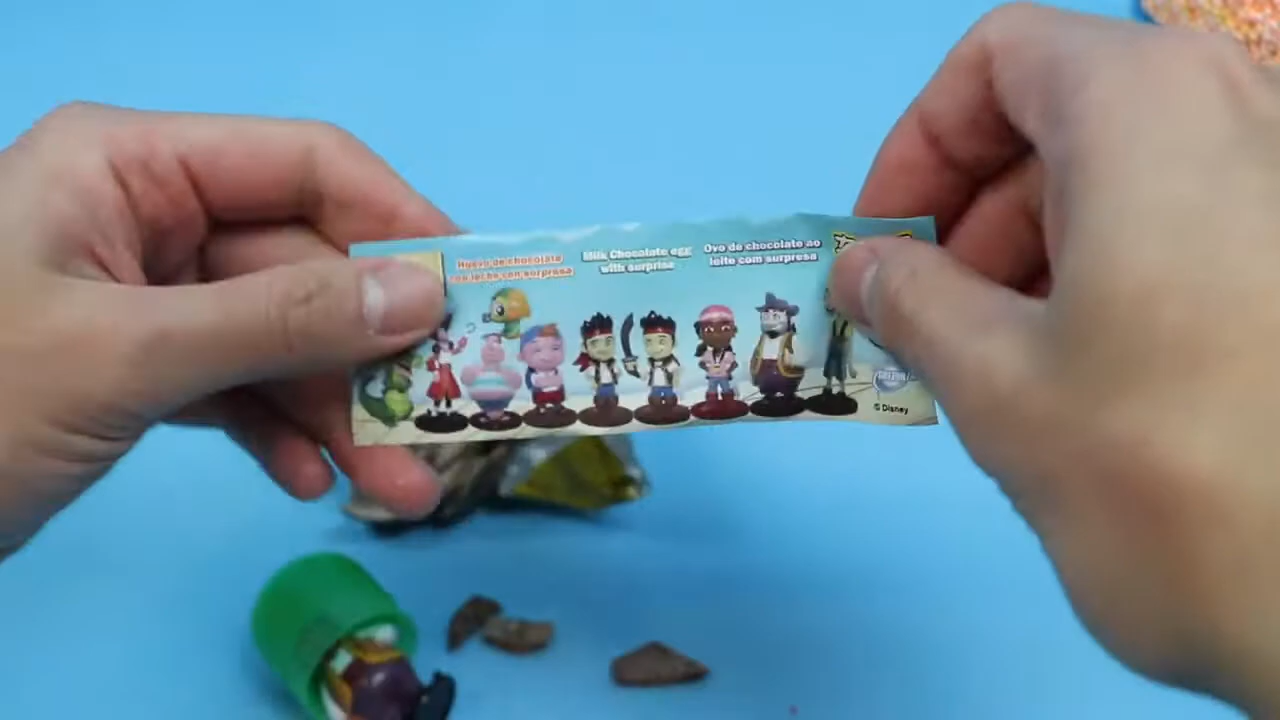 Huevo de chocolate
con leche con sorpresa
Milk Chocolate egg
with surprise
Ovo de chocolate ao
leite com surpresa
© Disney